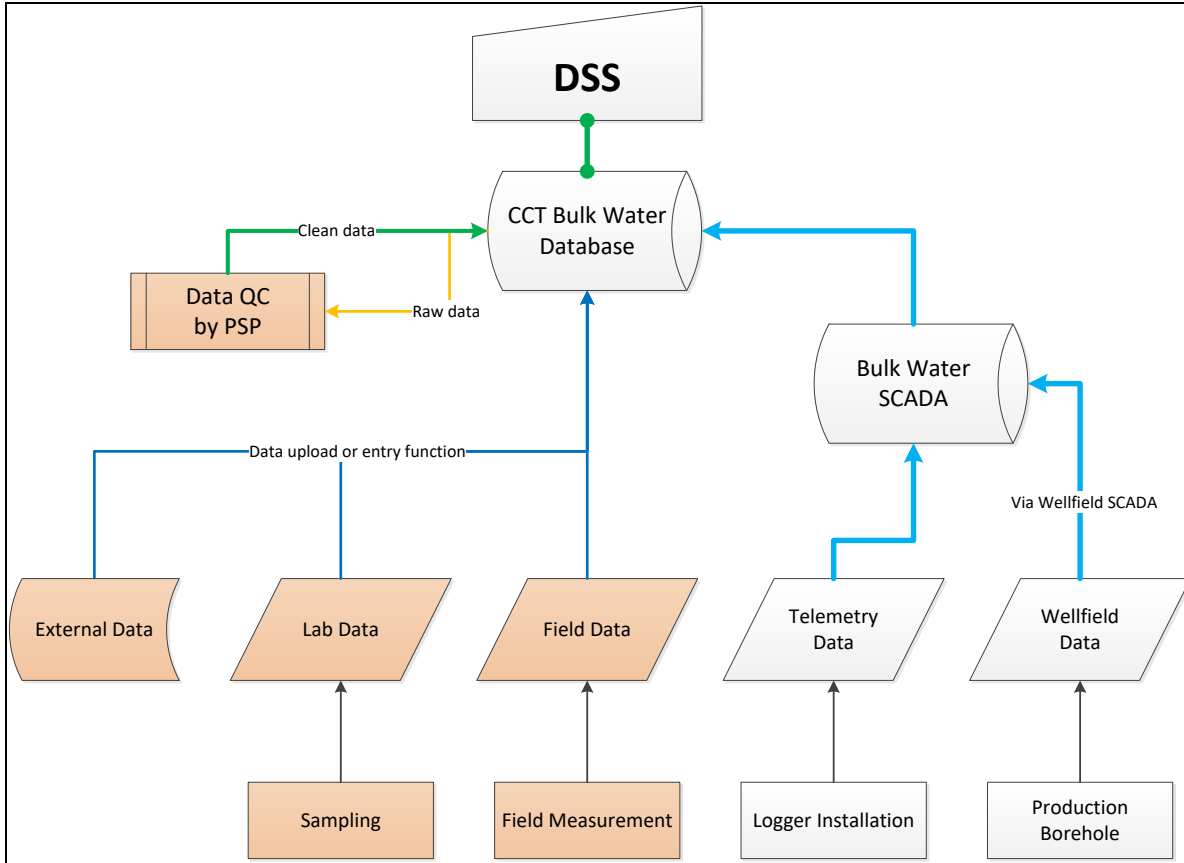 DSS
CCT Bulk Water
Database
Clean data
Data QC
by PSP
Raw data
Bulk Water
SCADA
Data upload or entry function
Via Wellfield SCADA
External Data
Lab Data
Field Data
Telemetry
Data
Wellfield
Data
Sampling
Field Measurement
Logger Installation
Production
Borehole